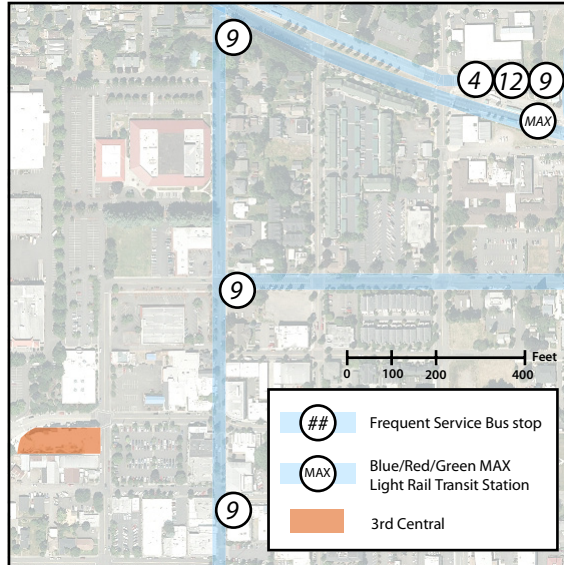 9
4 12 9
MAX
9
Feet
0 100 200 400
## Frequent Service Bus stop
MAX Blue/Red/Green MAX
Light Rail Transit Station
3rd Central
9